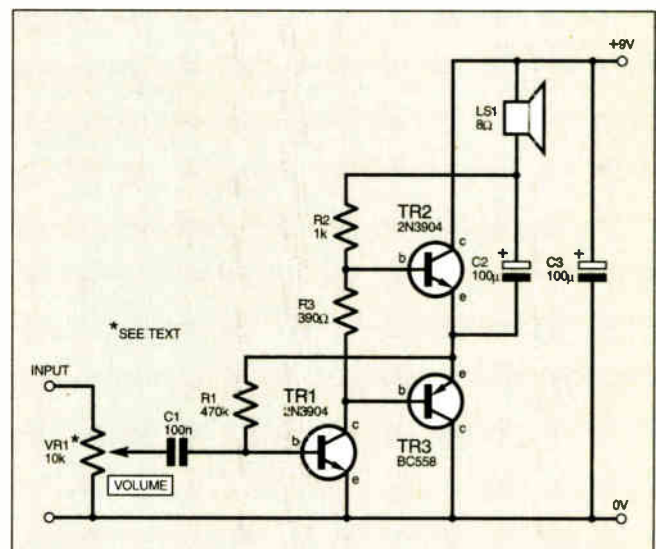 +9V
LS1
8Ω
R2
1k
TR2
2N3904
c
b
e
C2
100µ
+
C3
100µ
+
R3
390Ω
*SEE TEXT
INPUT
R1
470k
TR1
2N3904
e
b
c
TR3
BC558
C1
100n
b
c
e
VR1*
10k
VOLUME
0V